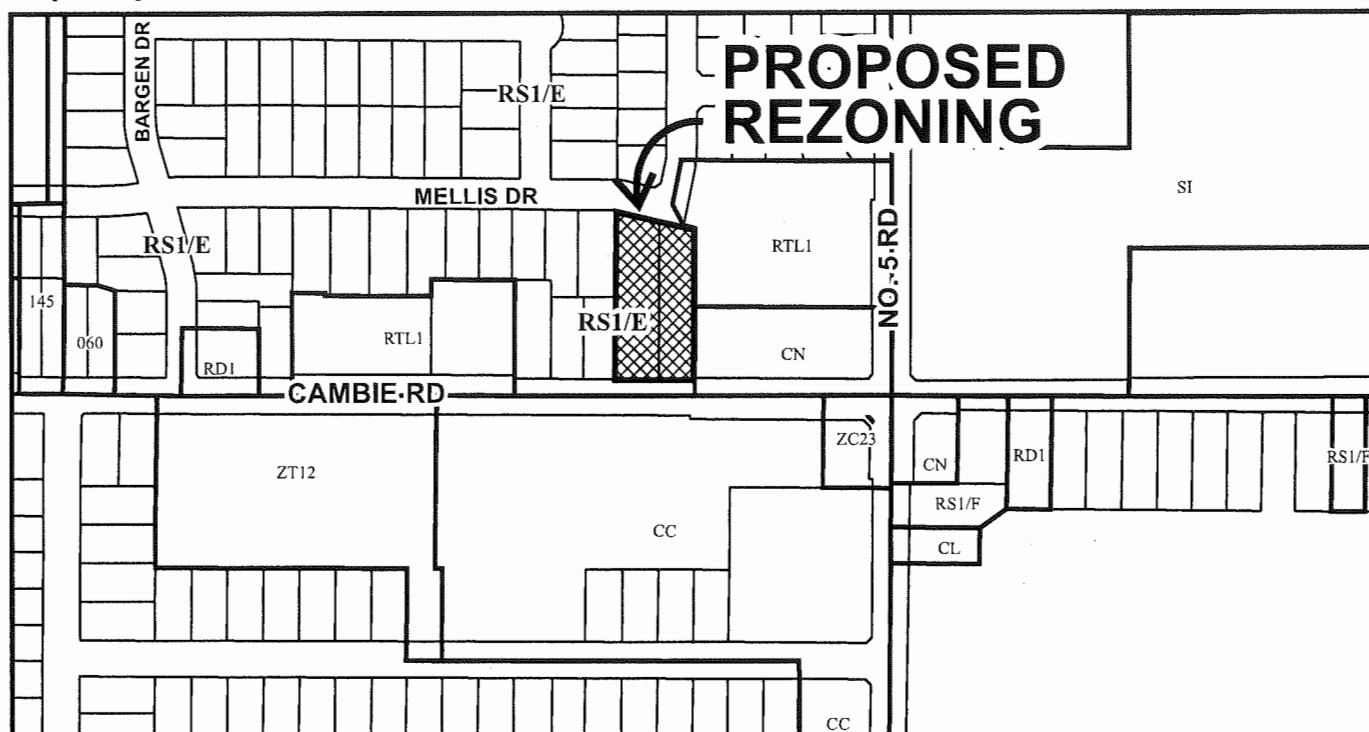 BARGEN DR
RS1/E
PROPOSED
REZONING
SI
MELLIS DR
RS1/E
RTL1
NO. 5 RD
145
060
RD1
RTL1
RS1/E
CN
CAMBIE RD
ZT12
CC
ZC23
CN
RD1
RS1/F
RS1/F
CL
CC